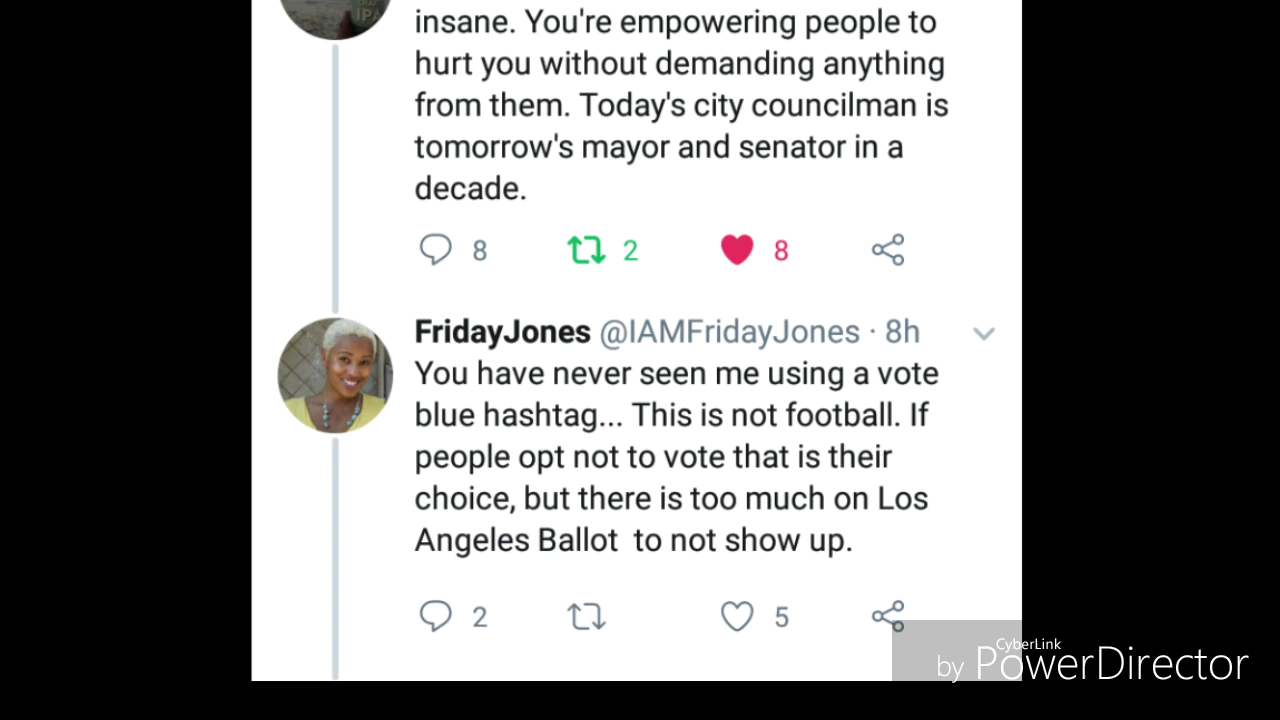 IPA
insane. You're empowering people to
hurt you without demanding anything
from them. Today's city councilman is
tomorrow's mayor and senator in a
decade.
8 2 8
FridayJones @IAMFridayJones · 8h
You have never seen me using a vote
blue hashtag... This is not football. If
people opt not to vote that is their
choice, but there is too much on Los
Angeles Ballot to not show up.
2 5
CyberLink
by PowerDirector